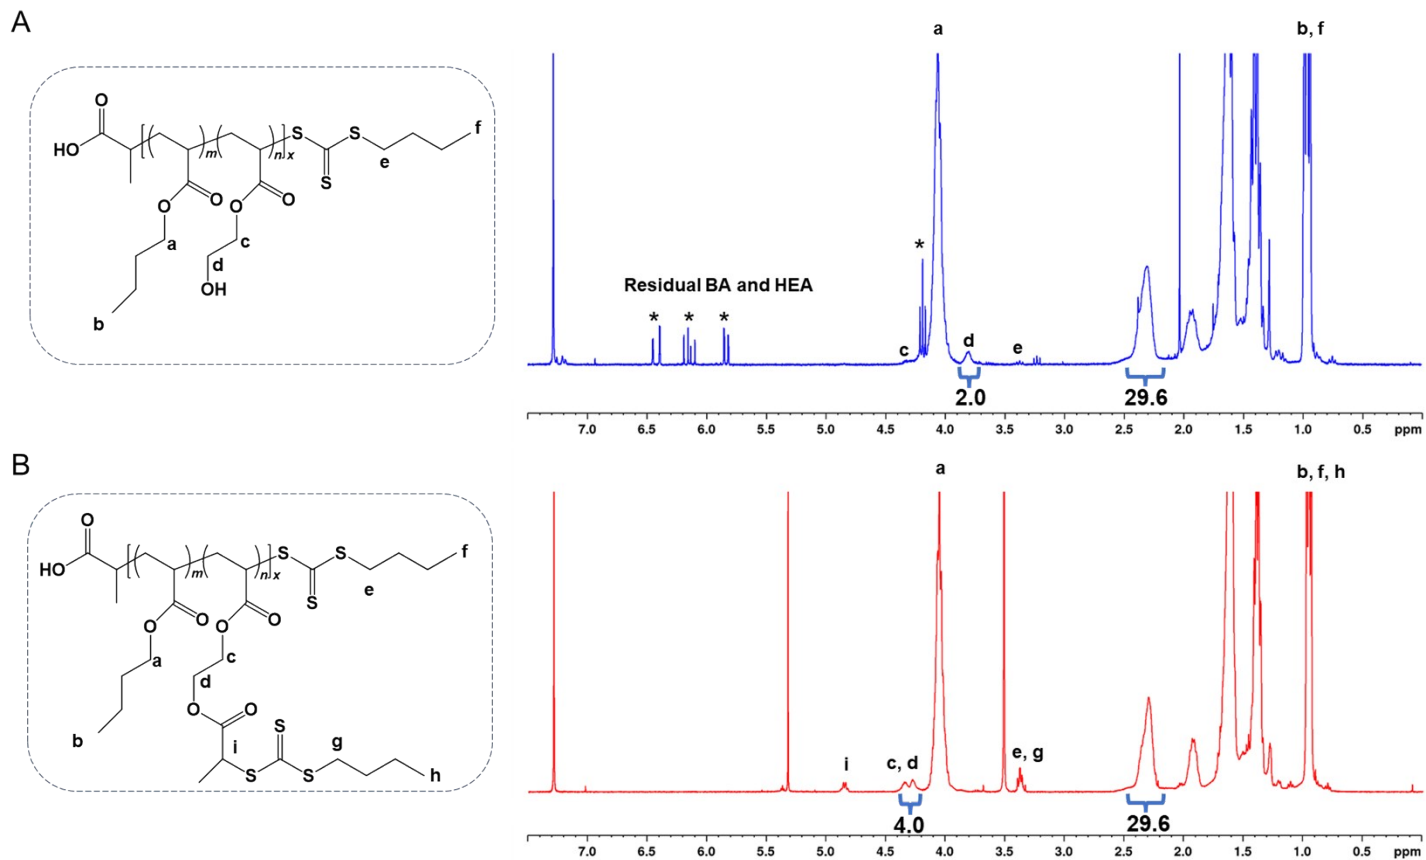 A
a
b, f
O
HO
m
n
x
S
S
f
S
e
O
O
O
O
a
c
d
OH
b
Residual BA and HEA
*
*
*
*
c
d
e
2.0
29.6
7.0 6.5 6.0 5.5 5.0 4.5 4.0 3.5 3.0 2.5 2.0 1.5 1.0 0.5 ppm
B
a
b, f, h
O
HO
m
n
x
S
S
f
S
e
O
O
O
O
a
c
d
O
O
S
b
i
g
S
S
h
i
c, d
e, g
4.0
29.6
7.0 6.5 6.0 5.5 5.0 4.5 4.0 3.5 3.0 2.5 2.0 1.5 1.0 0.5 ppm